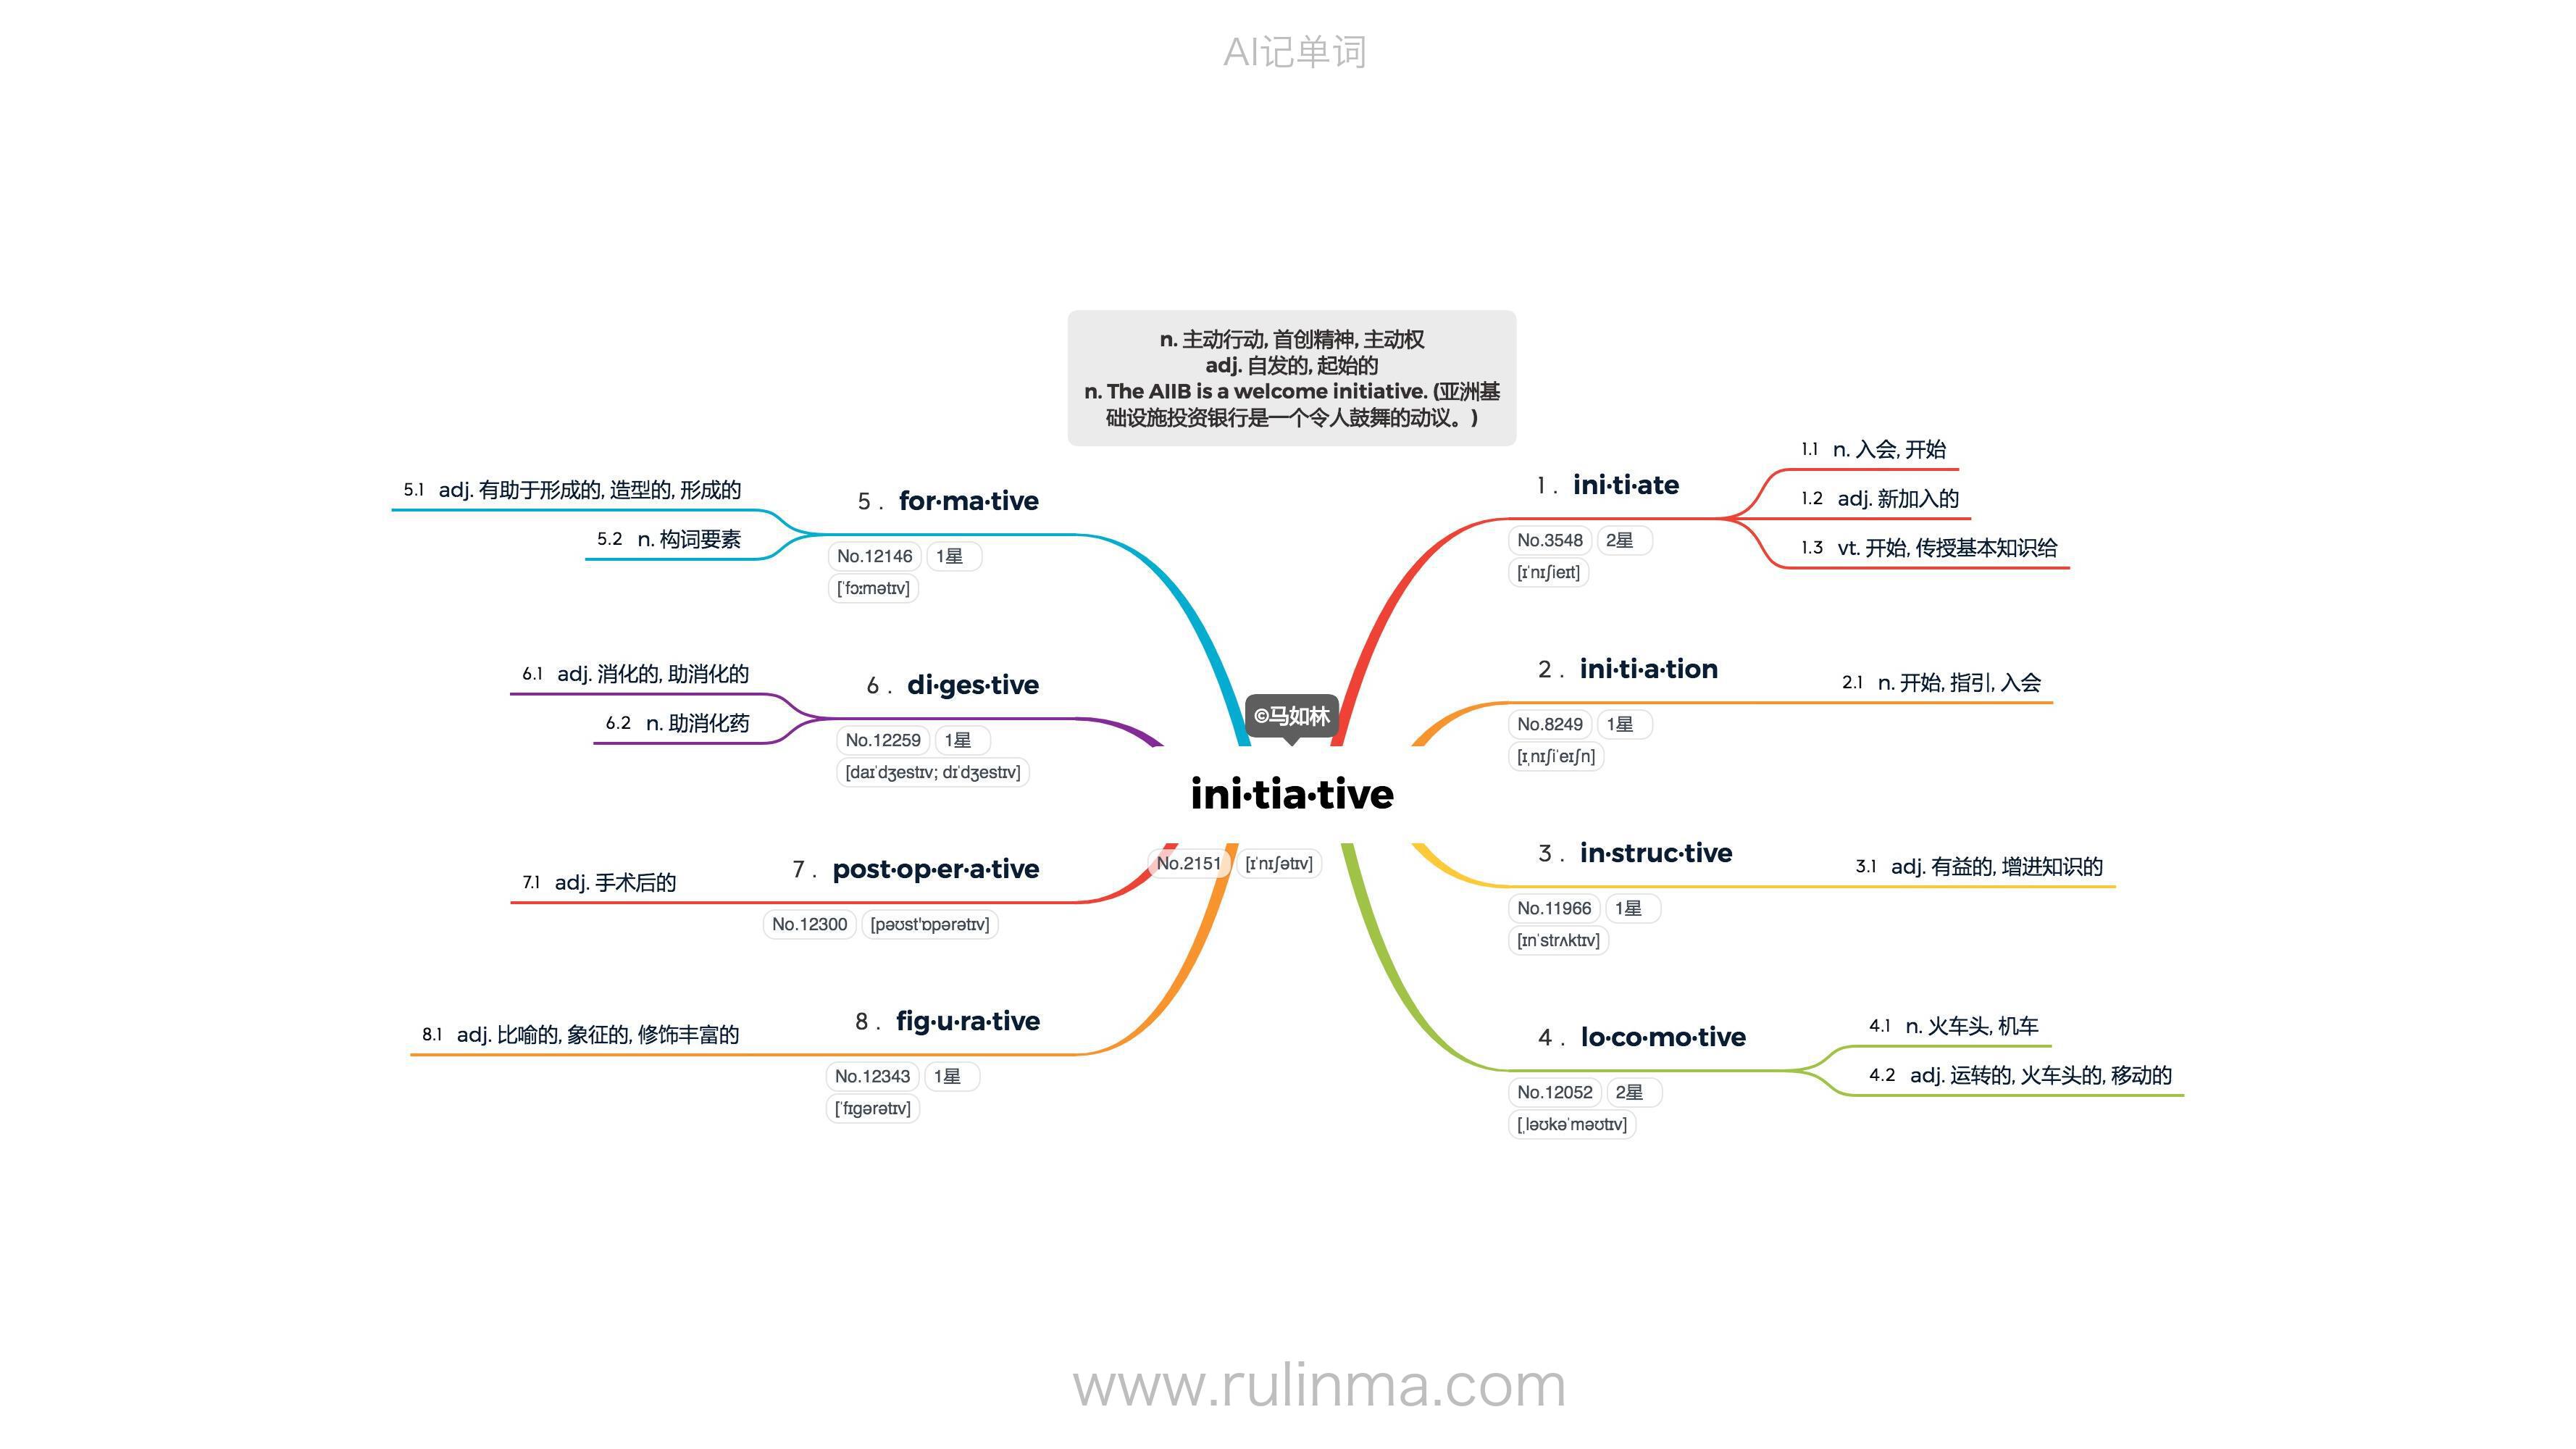 AI记单词
n. 主动行动, 首创精神, 主动权
adj. 自发的, 起始的
n. The AIIB is a welcome initiative. (亚洲基
础设施投资银行是一个令人鼓舞的动议。)
©马如林
ini·tia·tive
No.2151 [ɪˈnɪʃətɪv]
1 . ini·ti·ate
No.3548 2星
[ɪˈnɪʃieɪt]
1.1 n. 入会, 开始
1.2 adj. 新加入的
1.3 vt. 开始, 传授基本知识给
2 . ini·ti·a·tion
No.8249 1星
[ɪˌnɪʃiˈeɪʃn]
2.1 n. 开始, 指引, 入会
3 . in·struc·tive
No.11966 1星
[ɪnˈstrʌktɪv]
3.1 adj. 有益的, 增进知识的
4 . lo·co·mo·tive
No.12052 2星
[ˌləʊkəˈməʊtɪv]
4.1 n. 火车头, 机车
4.2 adj. 运转的, 火车头的, 移动的
5 . for·ma·tive
No.12146 1星
[ˈfɔːmətɪv]
5.1 adj. 有助于形成的, 造型的, 形成的
5.2 n. 构词要素
6 . di·ges·tive
No.12259 1星
[daɪˈdʒestɪv; dɪˈdʒestɪv]
6.1 adj. 消化的, 助消化的
6.2 n. 助消化药
7 . post·op·er·a·tive
No.12300 [pəʊst'ɒpərətɪv]
7.1 adj. 手术后的
8 . fig·u·ra·tive
No.12343 1星
[ˈfɪɡərətɪv]
8.1 adj. 比喻的, 象征的, 修饰丰富的
www.rulinma.com